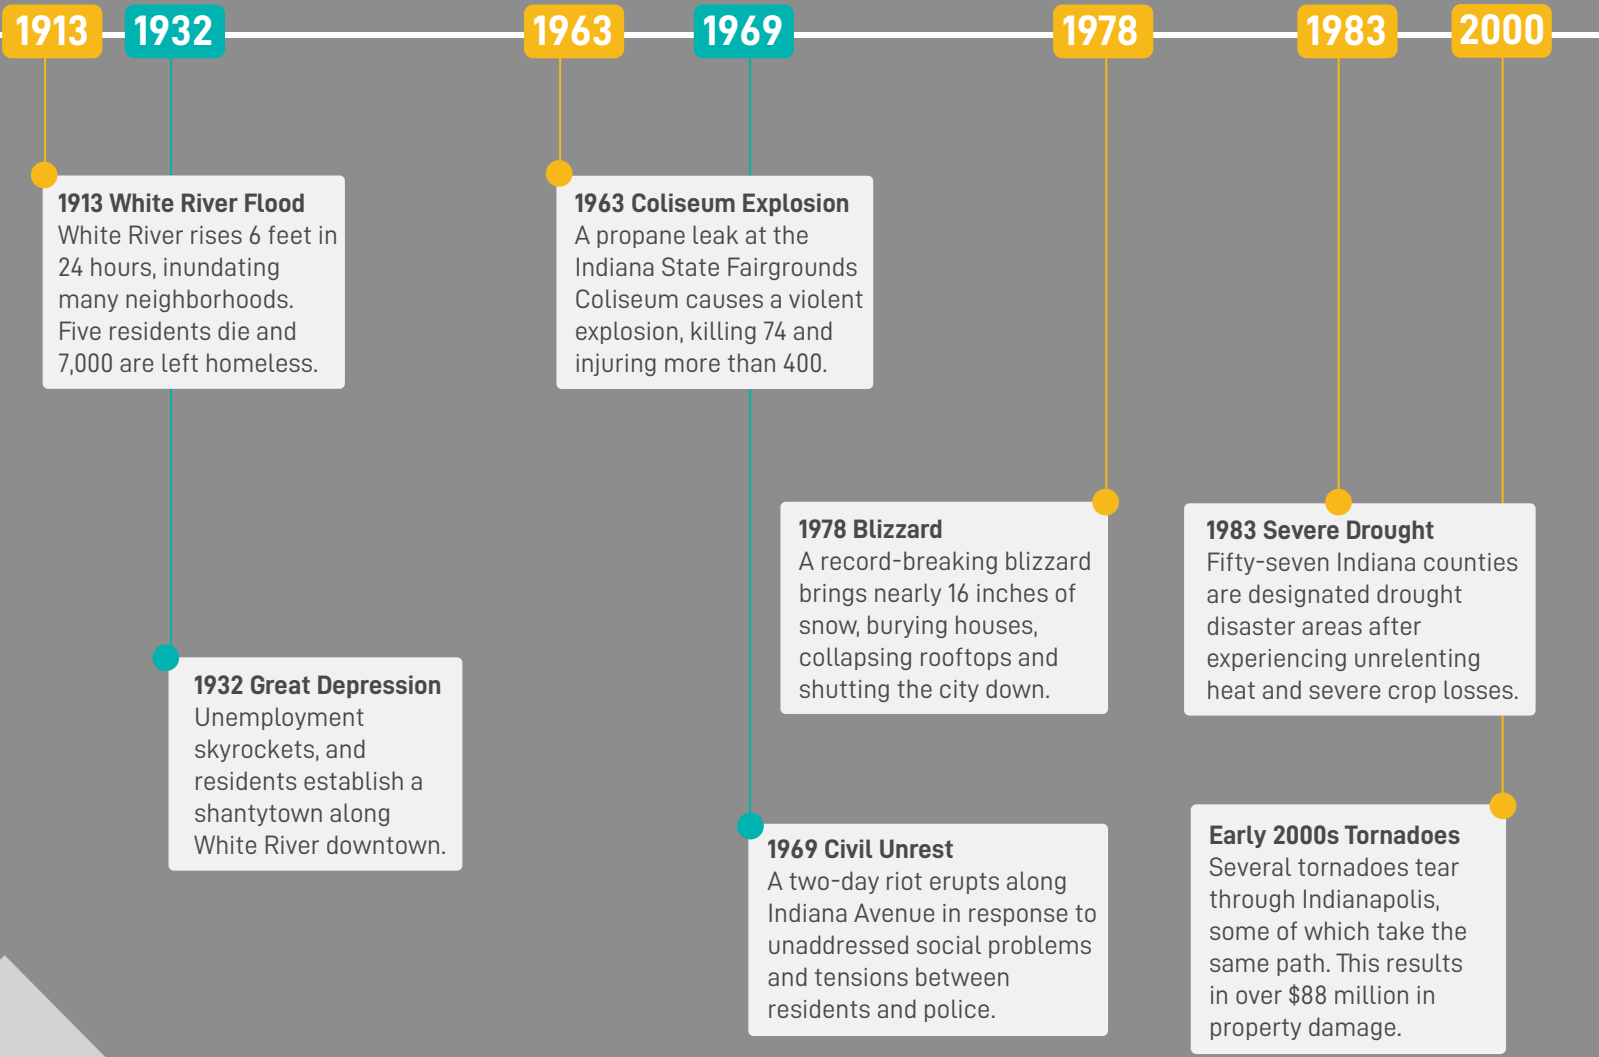 1913
1932
1963
1969
1978
1983
2000
1913 White River Flood
White River rises 6 feet in
24 hours, inundating
many neighborhoods.
Five residents die and
7,000 are left homeless.
1963 Coliseum Explosion
A propane leak at the
Indiana State Fairgrounds
Coliseum causes a violent
explosion, killing 74 and
injuring more than 400.
1978 Blizzard
A record-breaking blizzard
brings nearly 16 inches of
snow, burying houses,
collapsing rooftops and
shutting the city down.
1983 Severe Drought
Fifty-seven Indiana counties
are designated drought
disaster areas after
experiencing unrelenting
heat and severe crop losses.
1932 Great Depression
Unemployment
skyrockets, and
residents establish a
shantytown along
White River downtown.
1969 Civil Unrest
A two-day riot erupts along
Indiana Avenue in response to
unaddressed social problems
and tensions between
residents and police.
Early 2000s Tornadoes
Several tornadoes tear
through Indianapolis,
some of which take the
same path. This results
in over $88 million in
property damage.